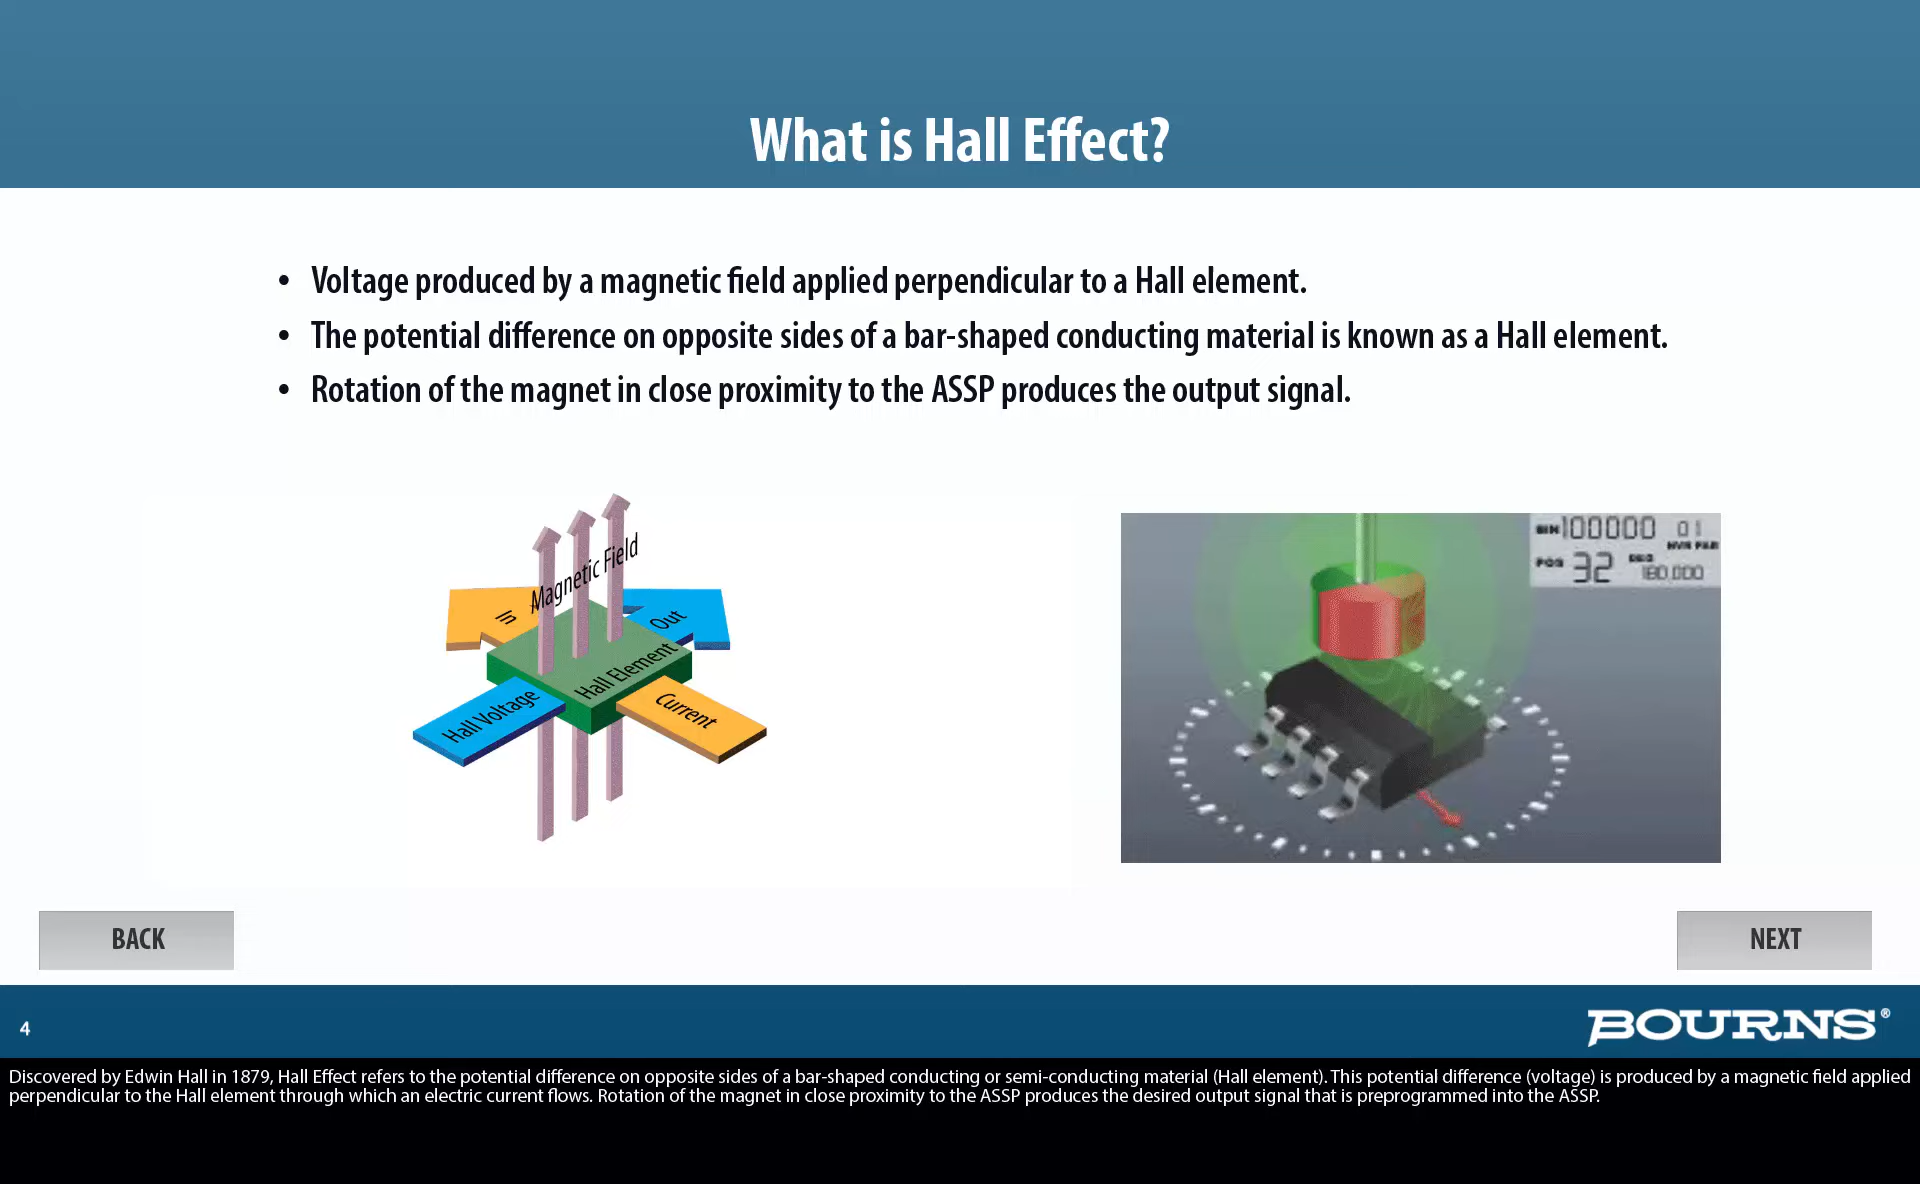 What is Hall Effect?
• Voltage produced by a magnetic field applied perpendicular to a Hall element.
• The potential difference on opposite sides of a bar-shaped conducting material is known as a Hall element.
• Rotation of the magnet in close proximity to the ASSP produces the output signal.
Magnetic Field
In
Out
Hall Element
Hall Voltage
Current
BIN 100000 01
POS 32 DEG 180.000
BACK
NEXT
4
BOURNS®
Discovered by Edwin Hall in 1879, Hall Effect refers to the potential difference on opposite sides of a bar-shaped conducting or semi-conducting material (Hall element). This potential difference (voltage) is produced by a magnetic field applied
perpendicular to the Hall element through which an electric current flows. Rotation of the magnet in close proximity to the ASSP produces the desired output signal that is preprogrammed into the ASSP.